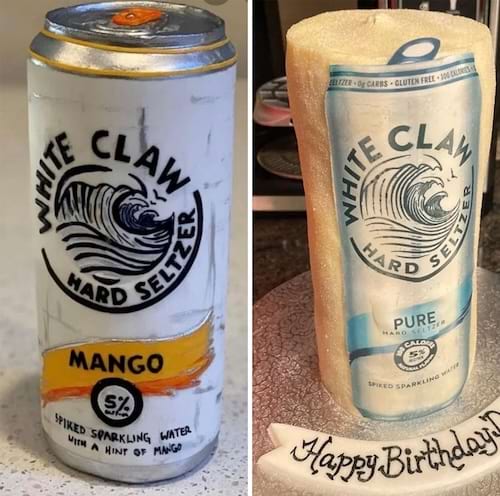 WHITE CLAW
HARD SELTZER
MANGO
5%
SPIKED SPARKLING WATER
WITH A HINT OF MANGO
SELTZER • 0g CARBS • GLUTEN FREE • 100 CALORIES
WHITE CLAW
HARD SELTZER
PURE
HARD SELTZER
5%
SPIKED SPARKLING WATER
Happy Birthday